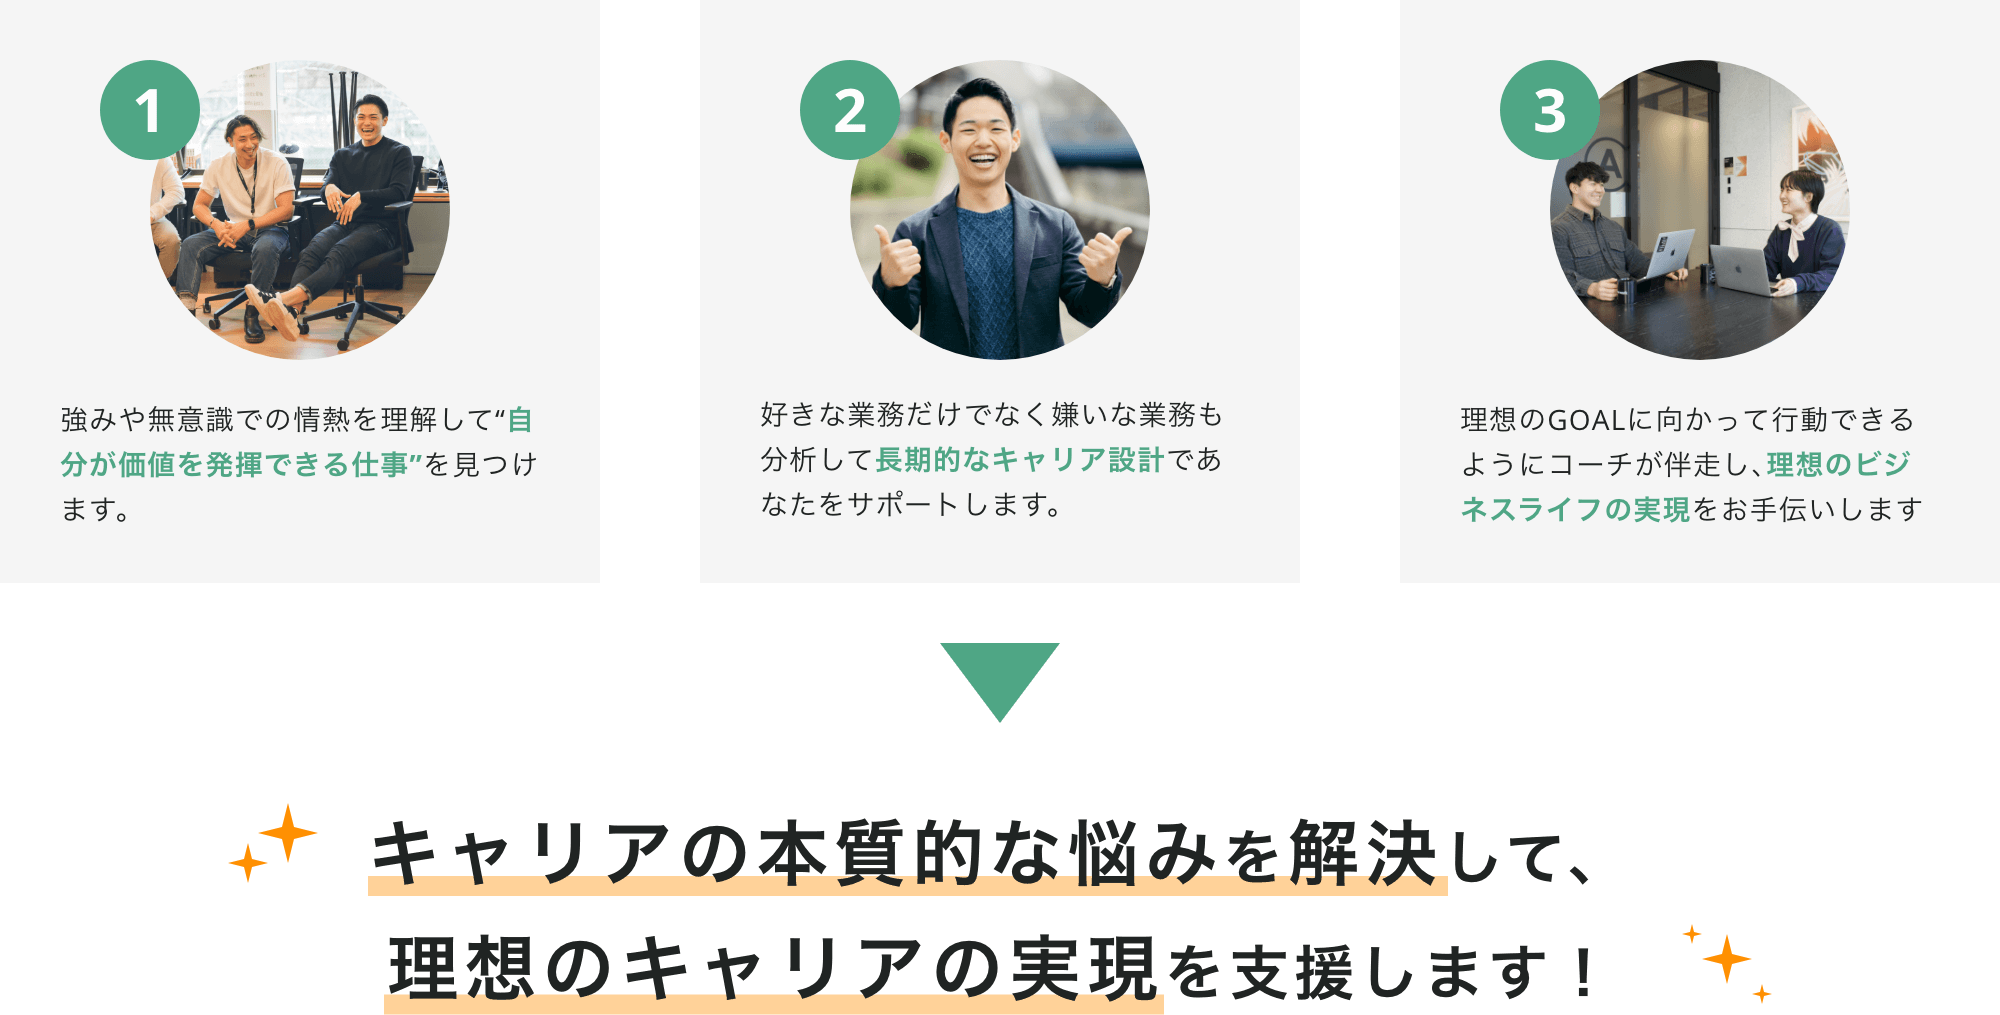 1
強みや無意識での情熱を理解して“自
分が価値を発揮できる仕事”を見つけ
ます。
2
好きな業務だけでなく嫌いな業務も
分析して長期的なキャリア設計であ
なたをサポートします。
3
A
理想のGOALに向かって行動できる
ようにコーチが伴走し、理想のビジ
ネスライフの実現をお手伝いします
キャリアの本質的な悩みを解決して、
理想のキャリアの実現を支援します！